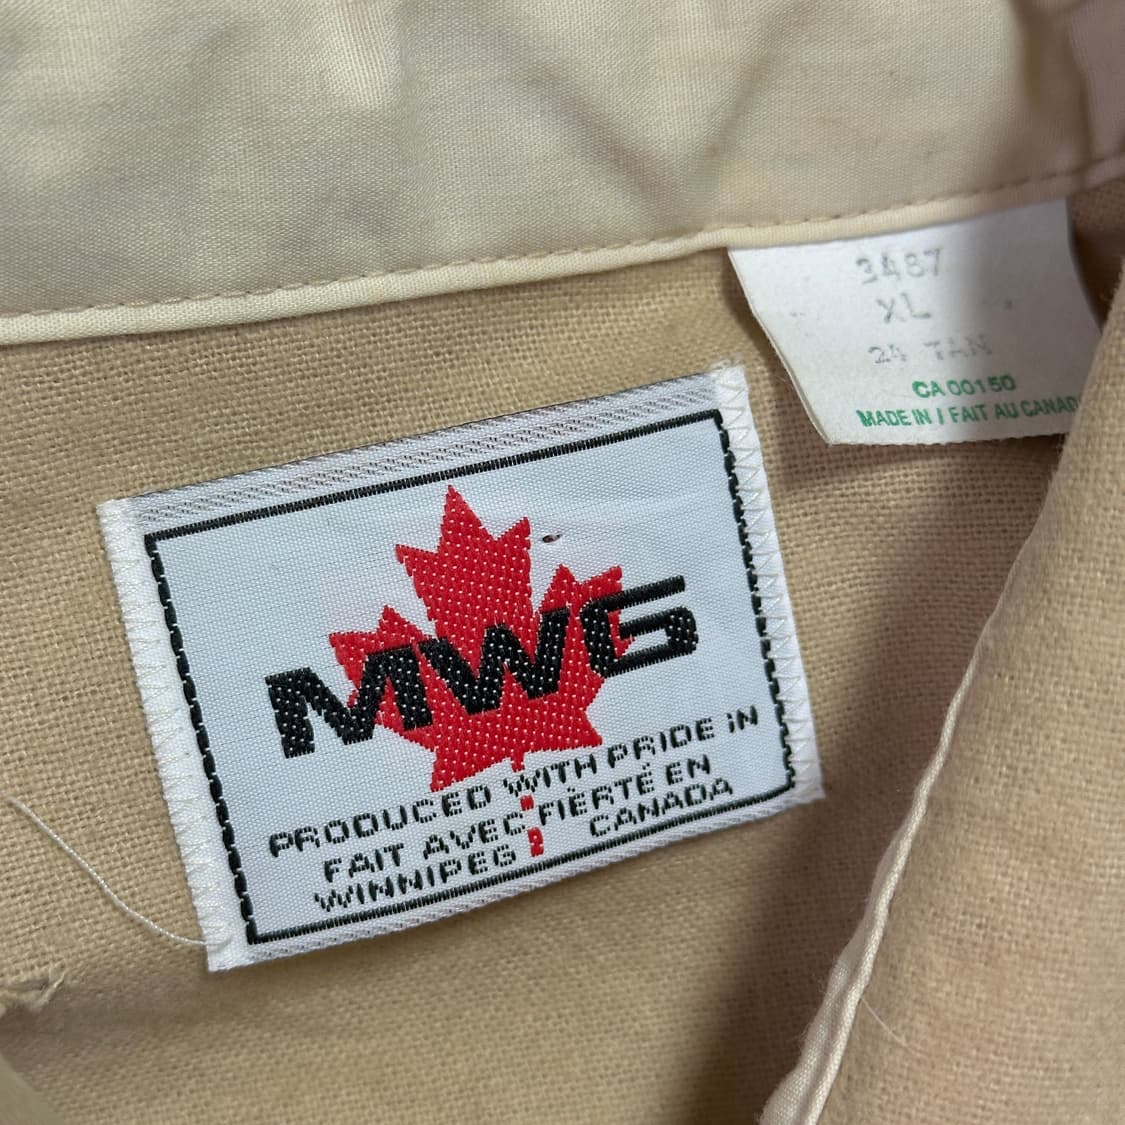 3487
XL
24 TAN
CA 00150
MADE IN / FAIT AU CANADA
MWG
PRODUCED WITH PRIDE IN
FAIT AVEC FIÈRTÉ EN
WINNIPEG CANADA